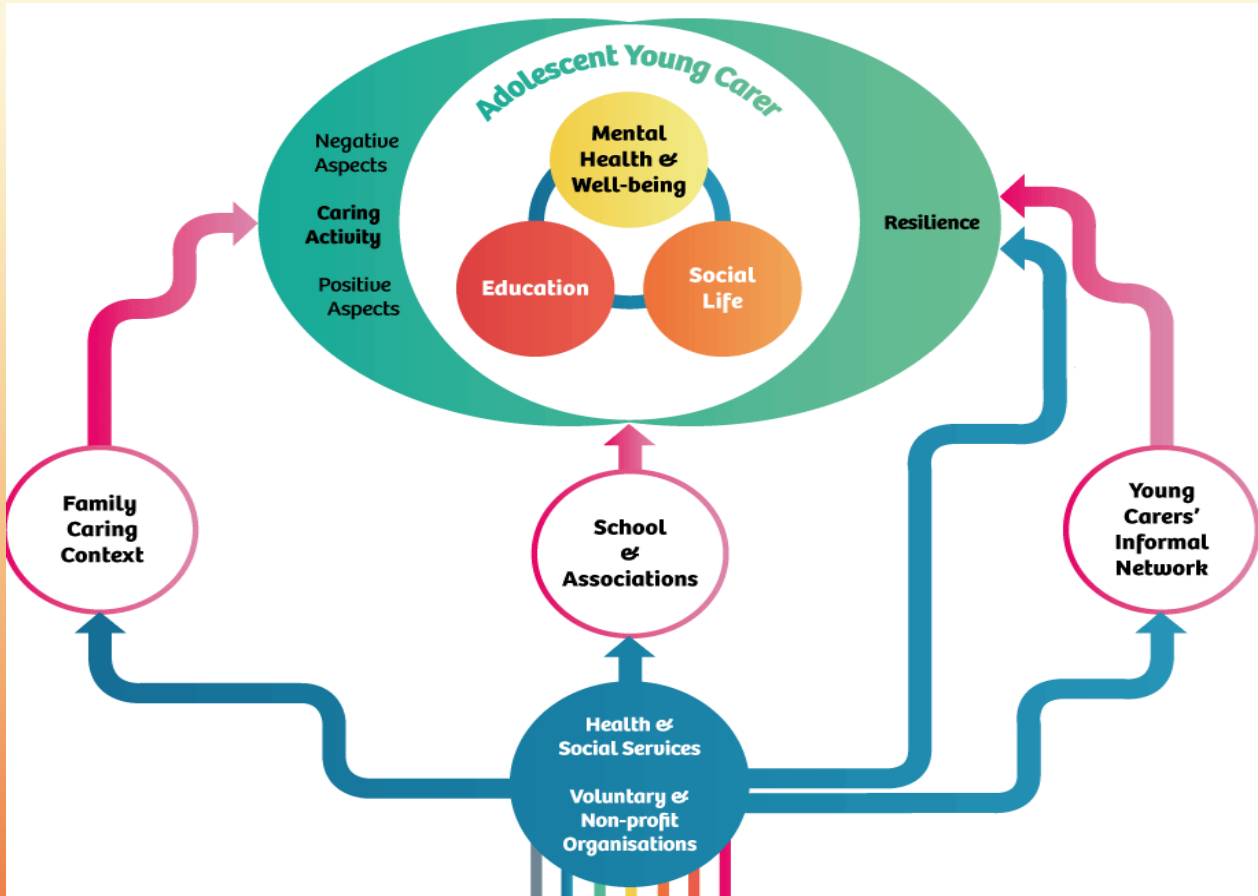 Adolescent Young Carer
Negative
Aspects
Caring
Activity
Positive
Aspects
Mental
Health &
Well-being
Education
Social
Life
Resilience
Family
Caring
Context
School
&
Associations
Young
Carers’
Informal
Network
Health &
Social Services
Voluntary &
Non-profit
Organisations